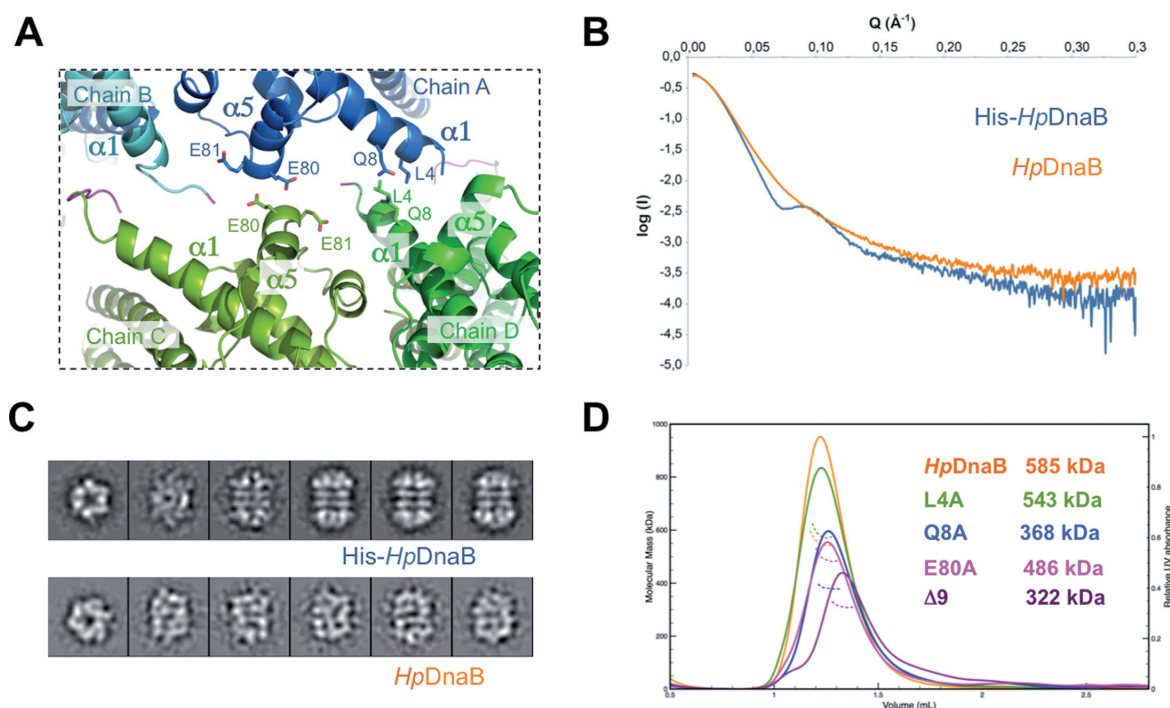 A
Chain B
Chain A
α5
α1
α1
E81
E80
Q8
L4
L4
E80
Q8
α5
E81
α1
α1
α5
Chain C
Chain D
B
Q (Å⁻¹)
0,00 0,05 0,10 0,15 0,20 0,25 0,30 0,3
0,0
-0,5
-1,0
-1,5
-2,0
-2,5
-3,0
-3,5
-4,0
-4,5
-5,0
log (I)
His-HpDnaB
HpDnaB
C
His-HpDnaB
HpDnaB
D
1000
800
600
400
200
0
Molecular Mass (kDa)
HpDnaB 585 kDa
L4A 543 kDa
Q8A 368 kDa
E80A 486 kDa
Δ9 322 kDa
1
0.8
0.6
0.4
0.2
0
Relative UV absorbance
0.5 1 1.5 2 2.5
Volume (mL)